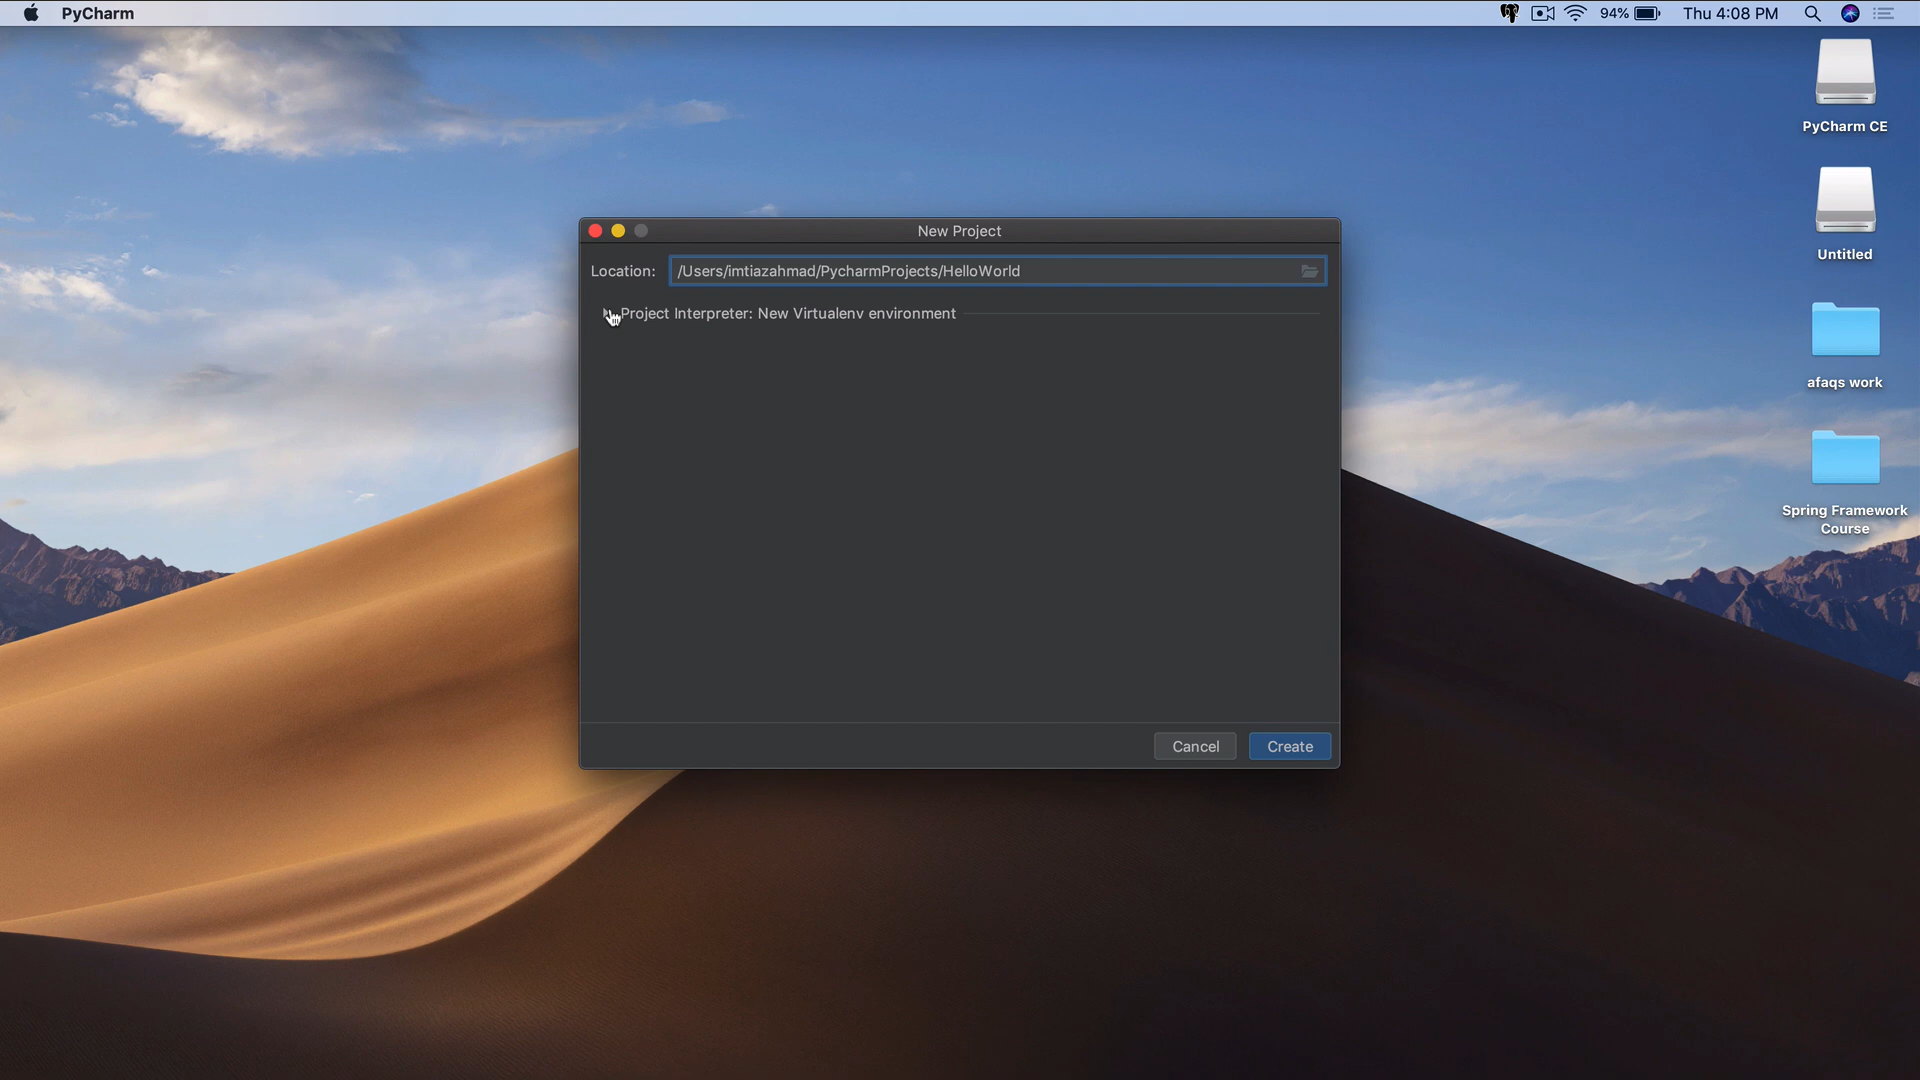 PyCharm
94%
Thu 4:08 PM
PyCharm CE
Untitled
afaqs work
Spring Framework
Course
New Project
Location:
/Users/imtiazahmad/PycharmProjects/HelloWorld
Project Interpreter: New Virtualenv environment
Cancel
Create